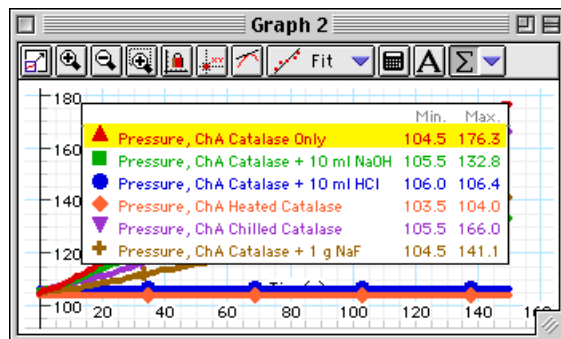 Graph 2
Fit A Σ
180
Min. Max.
Pressure, ChA Catalase Only 104.5 176.3
160
Pressure, ChA Catalase + 10 ml NaOH 105.5 132.8
Pressure, ChA Catalase + 10 ml HCl 106.0 106.4
140
Pressure, ChA Heated Catalase 103.5 104.0
Pressure, ChA Chilled Catalase 105.5 166.0
120
Pressure, ChA Catalase + 1 g NaF 104.5 141.1
100 20 40 60 80 100 120 140